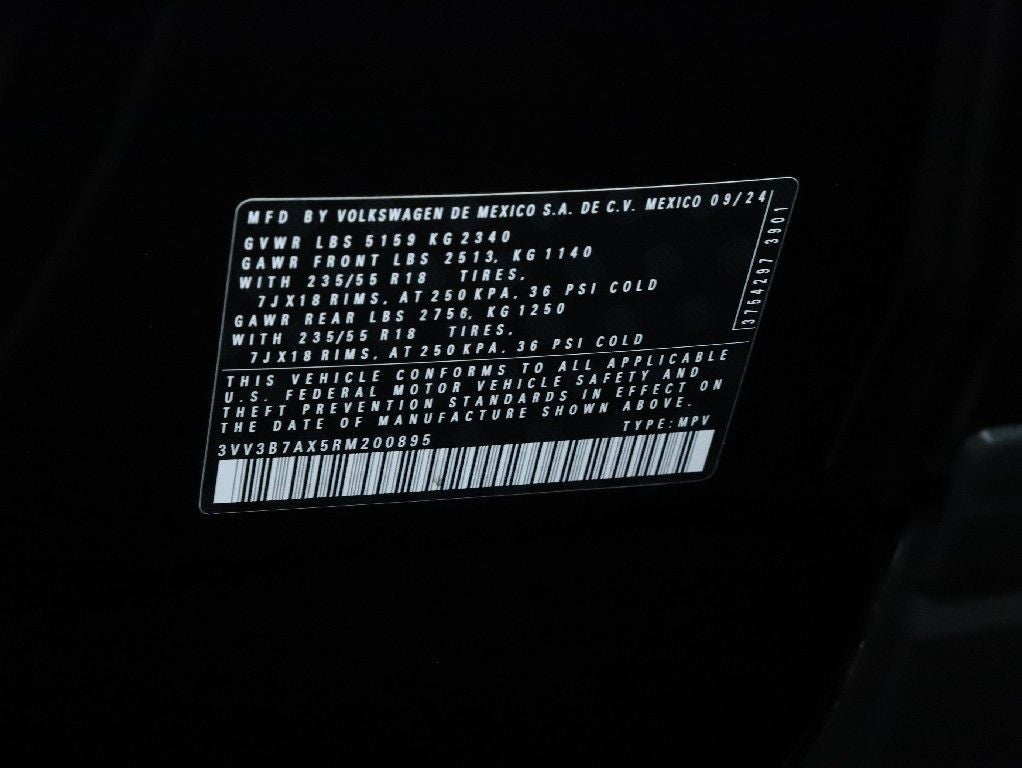 MFD BY VOLKSWAGEN DE MEXICO S.A. DE C.V. MEXICO 09/24
GVWR LBS 5159 KG 2340
GAWR FRONT LBS 2513, KG 1140
WITH 235/55 R18 TIRES.
7JX18 RIMS, AT 250 KPA, 36 PSI COLD
GAWR REAR LBS 2756, KG 1250
WITH 235/55 R18 TIRES.
7JX18 RIMS, AT 250 KPA, 36 PSI COLD
3754297 3901
THIS VEHICLE CONFORMS TO ALL APPLICABLE
U.S. FEDERAL MOTOR VEHICLE SAFETY AND
THEFT PREVENTION STANDARDS IN EFFECT ON
THE DATE OF MANUFACTURE SHOWN ABOVE.
TYPE: MPV
3VV3B7AX5RM200895